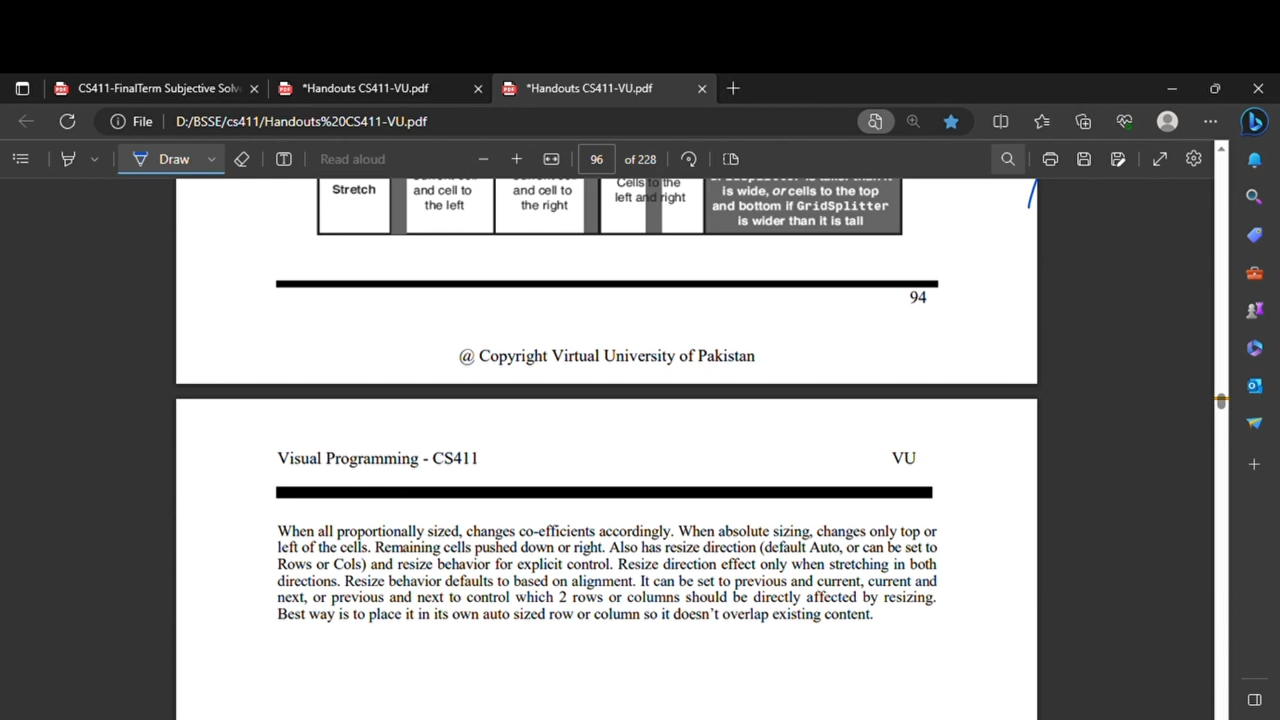 CS411-FinalTerm Subjective Solv
*Handouts CS411-VU.pdf
*Handouts CS411-VU.pdf
File
D:/BSSE/cs411/Handouts%20CS411-VU.pdf
Draw
Read aloud
96
of 228
Stretch
and cell to
the left
and cell to
the right
Cells to the
left and right
is wide, or cells to the top
and bottom if GridSplitter
is wider than it is tall
94
@ Copyright Virtual University of Pakistan
Visual Programming - CS411
VU
When all proportionally sized, changes co-efficients accordingly. When absolute sizing, changes only top or
left of the cells. Remaining cells pushed down or right. Also has resize direction (default Auto, or can be set to
Rows or Cols) and resize behavior for explicit control. Resize direction effect only when stretching in both
directions. Resize behavior defaults to based on alignment. It can be set to previous and current, current and
next, or previous and next to control which 2 rows or columns should be directly affected by resizing.
Best way is to place it in its own auto sized row or column so it doesn't overlap existing content.